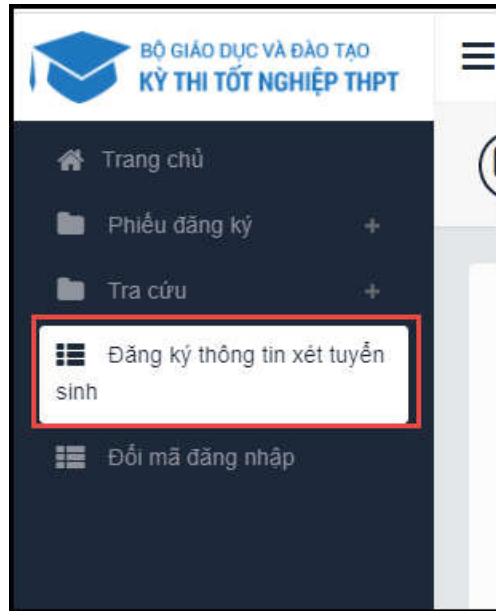 BỘ GIÁO DỤC VÀ ĐÀO TẠO
KỲ THI TỐT NGHIỆP THPT
Trang chủ
Phiếu đăng ký +
Tra cứu +
Đăng ký thông tin xét tuyển
sinh
Đổi mã đăng nhập